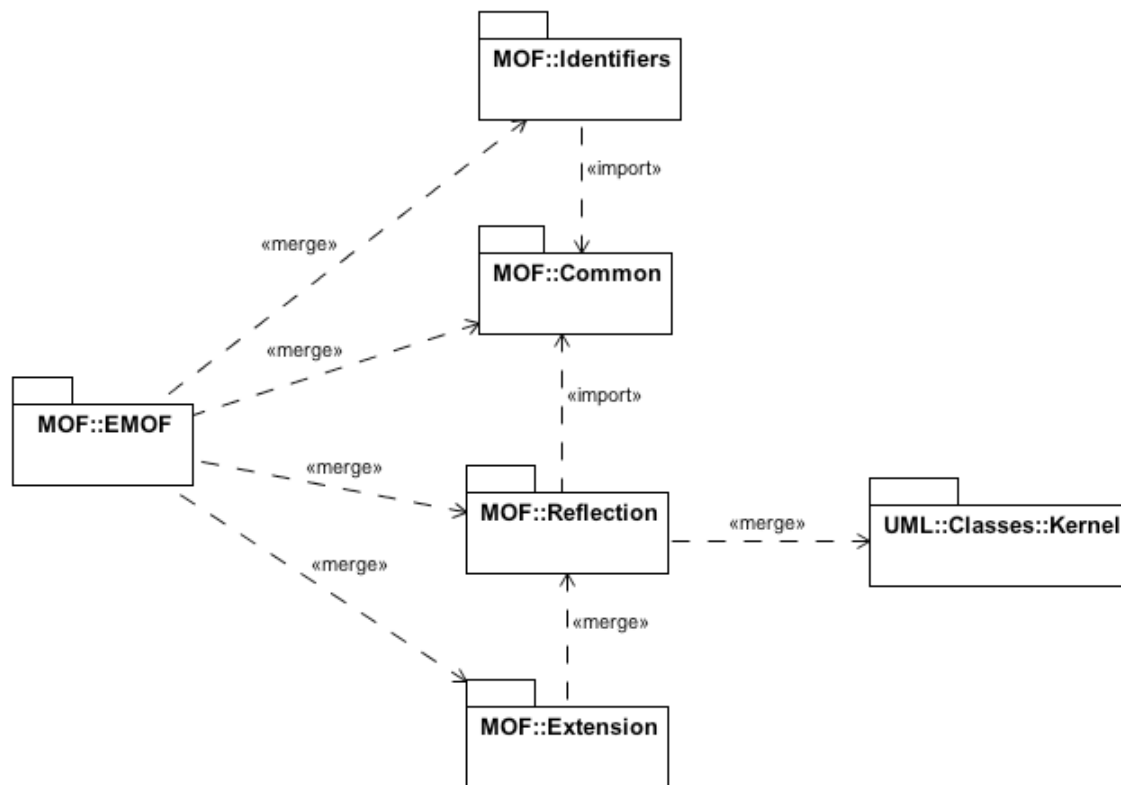 MOF::Identifiers
«import»
«merge»
MOF::Common
«merge»
«import»
MOF::EMOF
«merge»
MOF::Reflection
«merge»
UML::Classes::Kernel
«merge»
«merge»
MOF::Extension